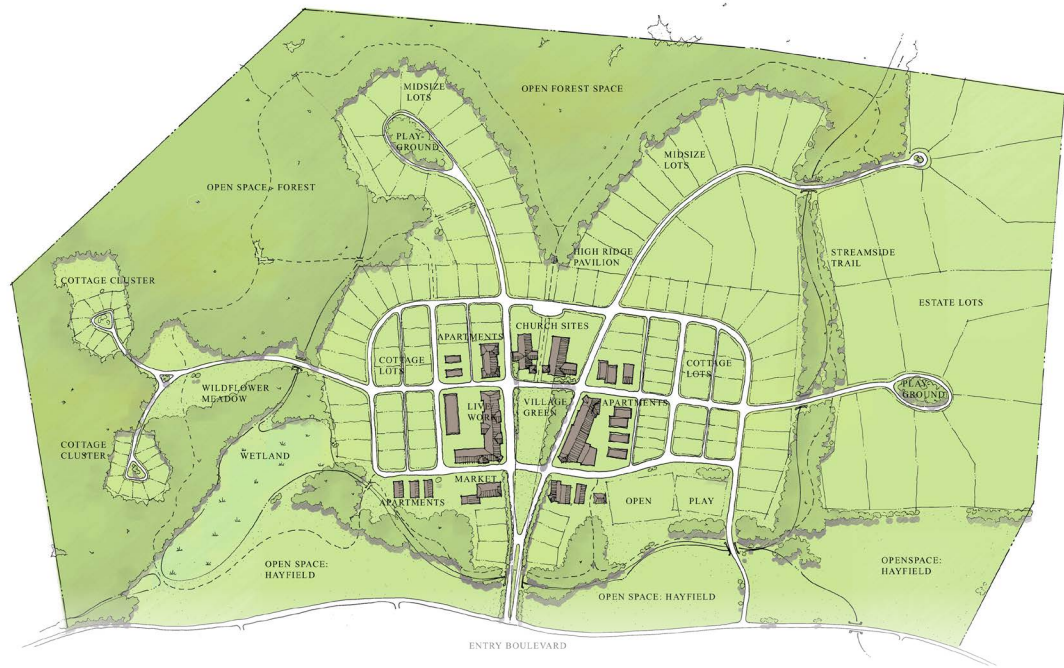 MIDSIZE
LOTS
OPEN FOREST SPACE
PLAY-
GROUND
MIDSIZE
LOTS
OPEN SPACE - FOREST
HIGH RIDGE
PAVILION
STREAMSIDE
TRAIL
COTTAGE CLUSTER
ESTATE LOTS
CHURCH SITES
APARTMENTS
COTTAGE
LOTS
COTTAGE
LOTS
WILDFLOWER
MEADOW
PLAY-
GROUND
LIVE
WORK
VILLAGE
GREEN
APARTMENTS
COTTAGE
CLUSTER
WETLAND
MARKET
APARTMENTS
OPEN
PLAY
OPEN SPACE:
HAYFIELD
OPENSPACE:
HAYFIELD
OPEN SPACE: HAYFIELD
ENTRY BOULEVARD